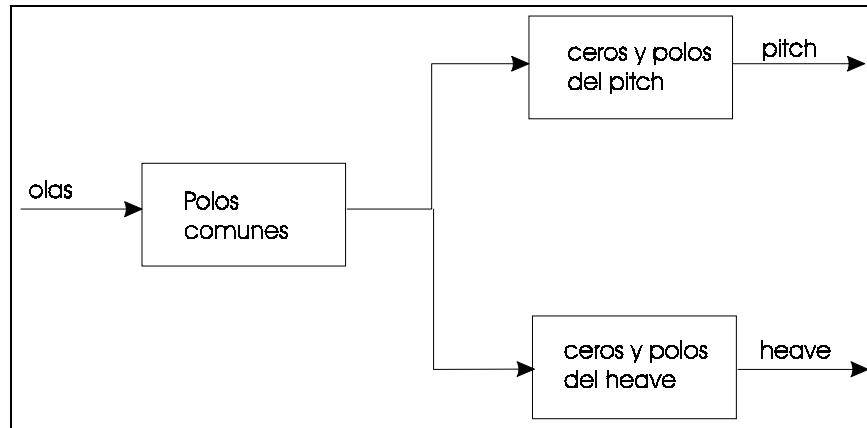 olas
Polos
comunes
ceros y polos
del pitch
pitch
ceros y polos
del heave
heave